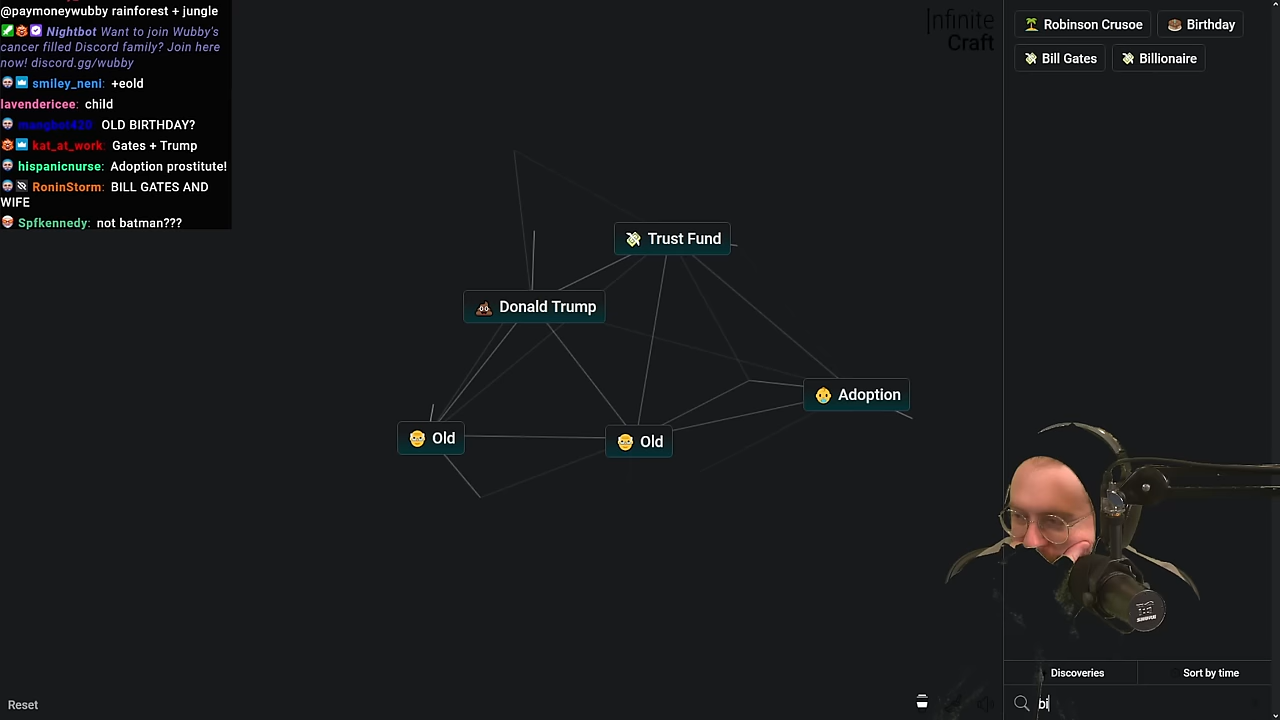 @paymoneywubby rainforest + jungle
Nightbot Want to join Wubby's
cancer filled Discord family? Join here
now! discord.gg/wubby
smiley_neni: +eold
lavendericee: child
mangbot420 OLD BIRTHDAY?
kat_at_work: Gates + Trump
hispanicnurse: Adoption prostitute!
RoninStorm: BILL GATES AND
WIFE
Spfkennedy: not batman???
Infinite
Craft
Robinson Crusoe
Birthday
Bill Gates
Billionaire
Trust Fund
Donald Trump
Adoption
Old
Old
Discoveries
Sort by time
Reset
bi
SHURE